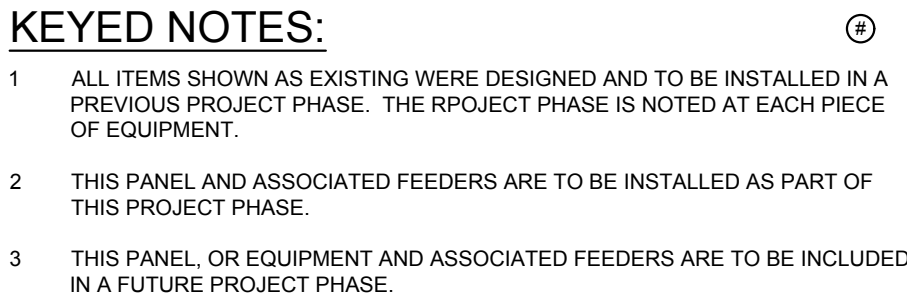 KEYED NOTES: #
1 ALL ITEMS SHOWN AS EXISTING WERE DESIGNED AND TO BE INSTALLED IN A
PREVIOUS PROJECT PHASE. THE RPOJECT PHASE IS NOTED AT EACH PIECE
OF EQUIPMENT.
2 THIS PANEL AND ASSOCIATED FEEDERS ARE TO BE INSTALLED AS PART OF
THIS PROJECT PHASE.
3 THIS PANEL, OR EQUIPMENT AND ASSOCIATED FEEDERS ARE TO BE INCLUDED
IN A FUTURE PROJECT PHASE.